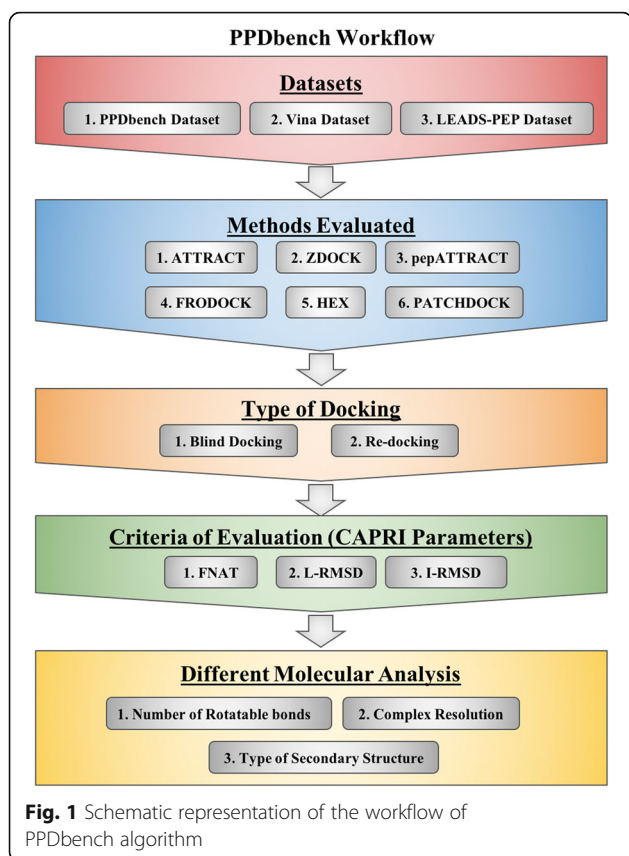 PPDbench Workflow
Datasets
1. PPDbench Dataset 2. Vina Dataset 3. LEADS-PEP Dataset
Methods Evaluated
1. ATTRACT 2. ZDOCK 3. pepATTRACT
4. FRODOCK 5. HEX 6. PATCHDOCK
Type of Docking
1. Blind Docking 2. Re-docking
Criteria of Evaluation (CAPRI Parameters)
1. FNAT 2. L-RMSD 3. I-RMSD
Different Molecular Analysis
1. Number of Rotatable bonds 2. Complex Resolution
3. Type of Secondary Structure
Fig. 1 Schematic representation of the workflow of
PPDbench algorithm